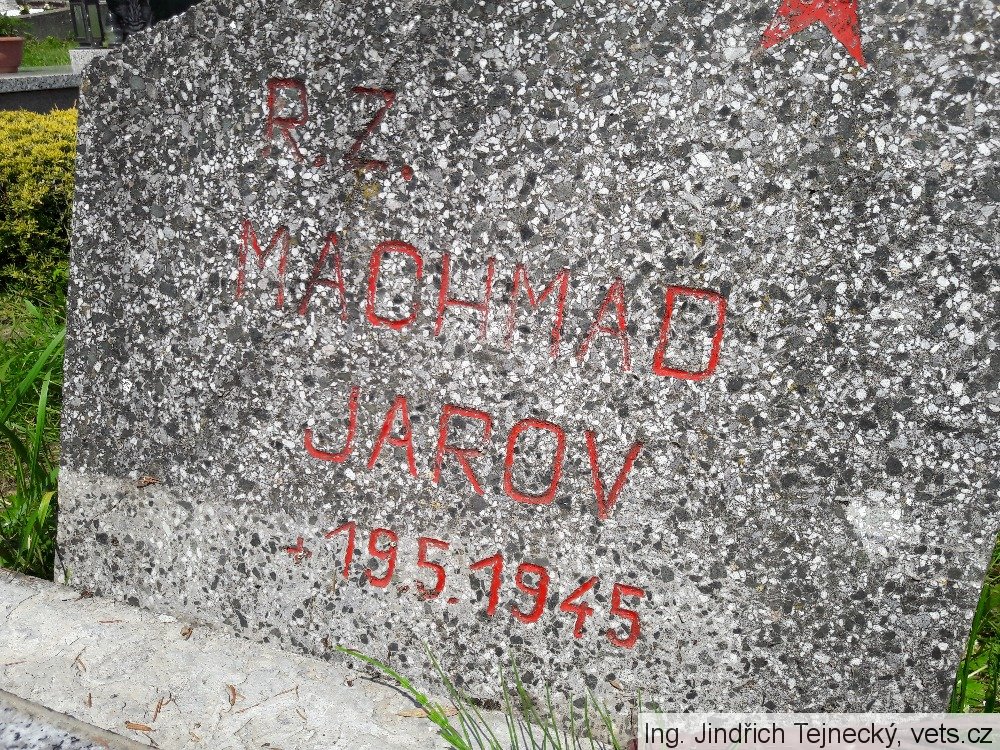 R. Z.
MACHMAD
JAROV
+ 19 5. 1945
Ing. Jindřich Tejnecký, vets.cz